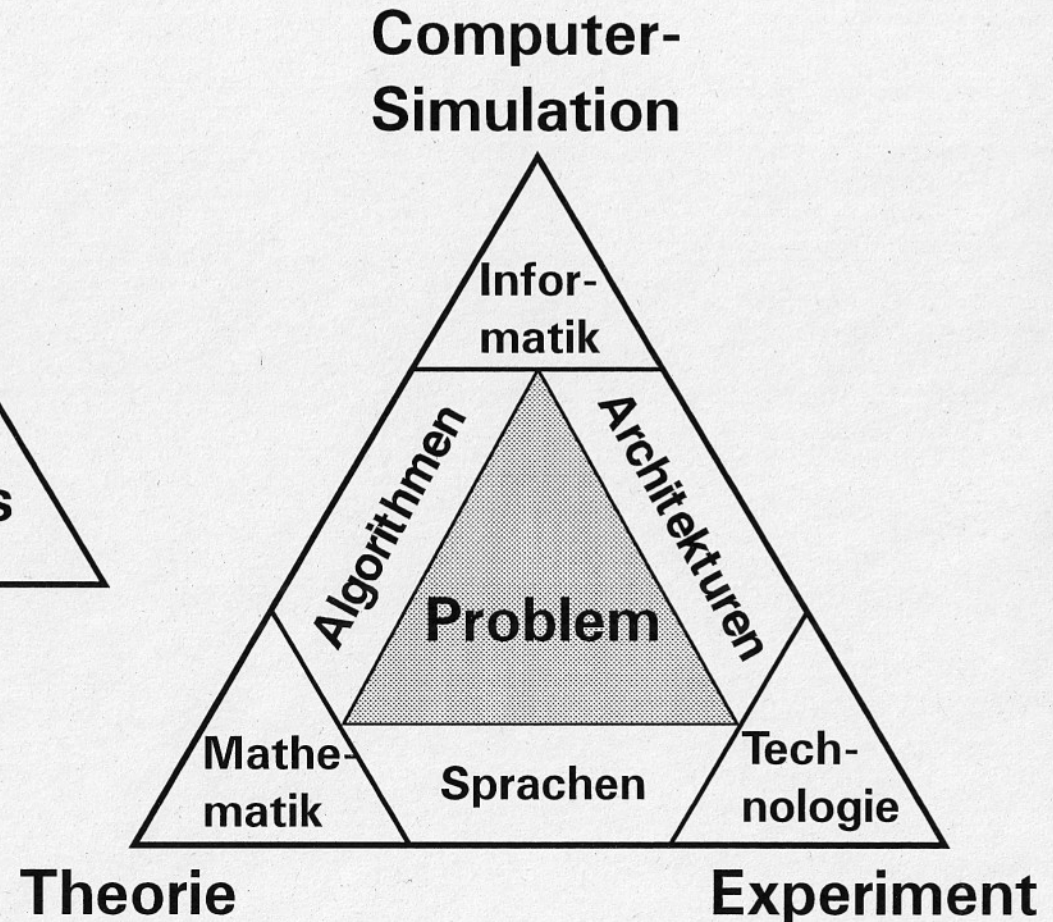 Computer-
Simulation
Infor-
matik
Algorithmen
Architekturen
s
Problem
Mathe-
matik
Sprachen
Tech-
nologie
Theorie
Experiment